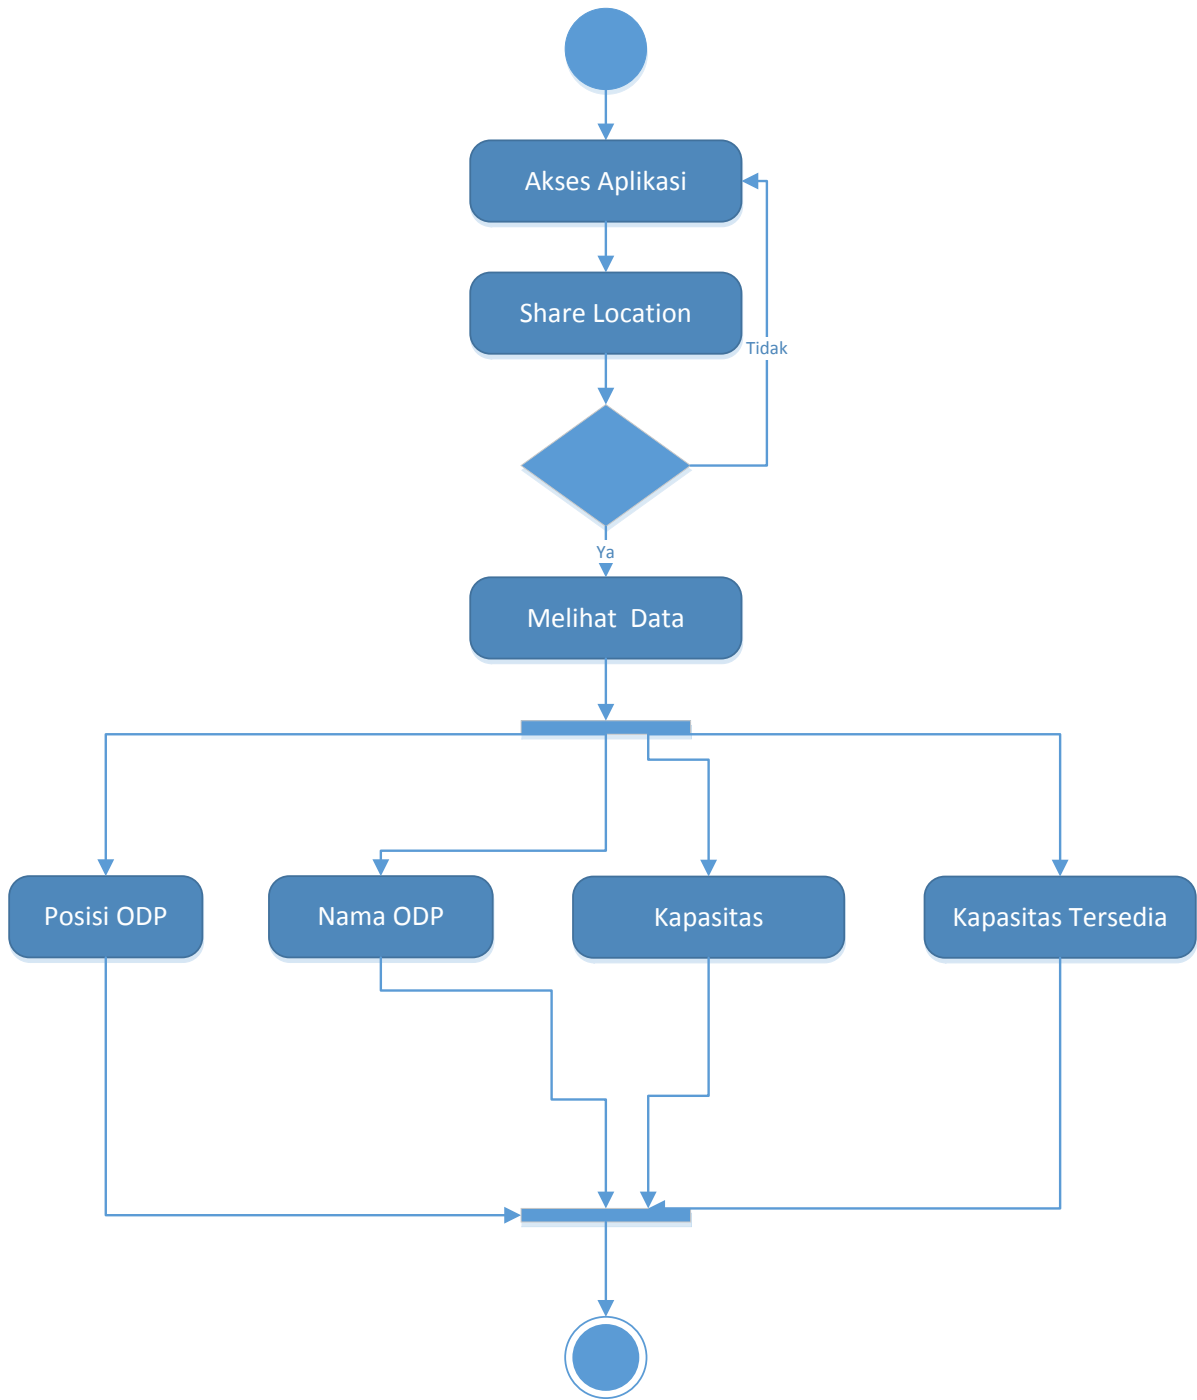 Akses Aplikasi
Share Location
Tidak
Ya
Melihat Data
Posisi ODP
Nama ODP
Kapasitas
Kapasitas Tersedia